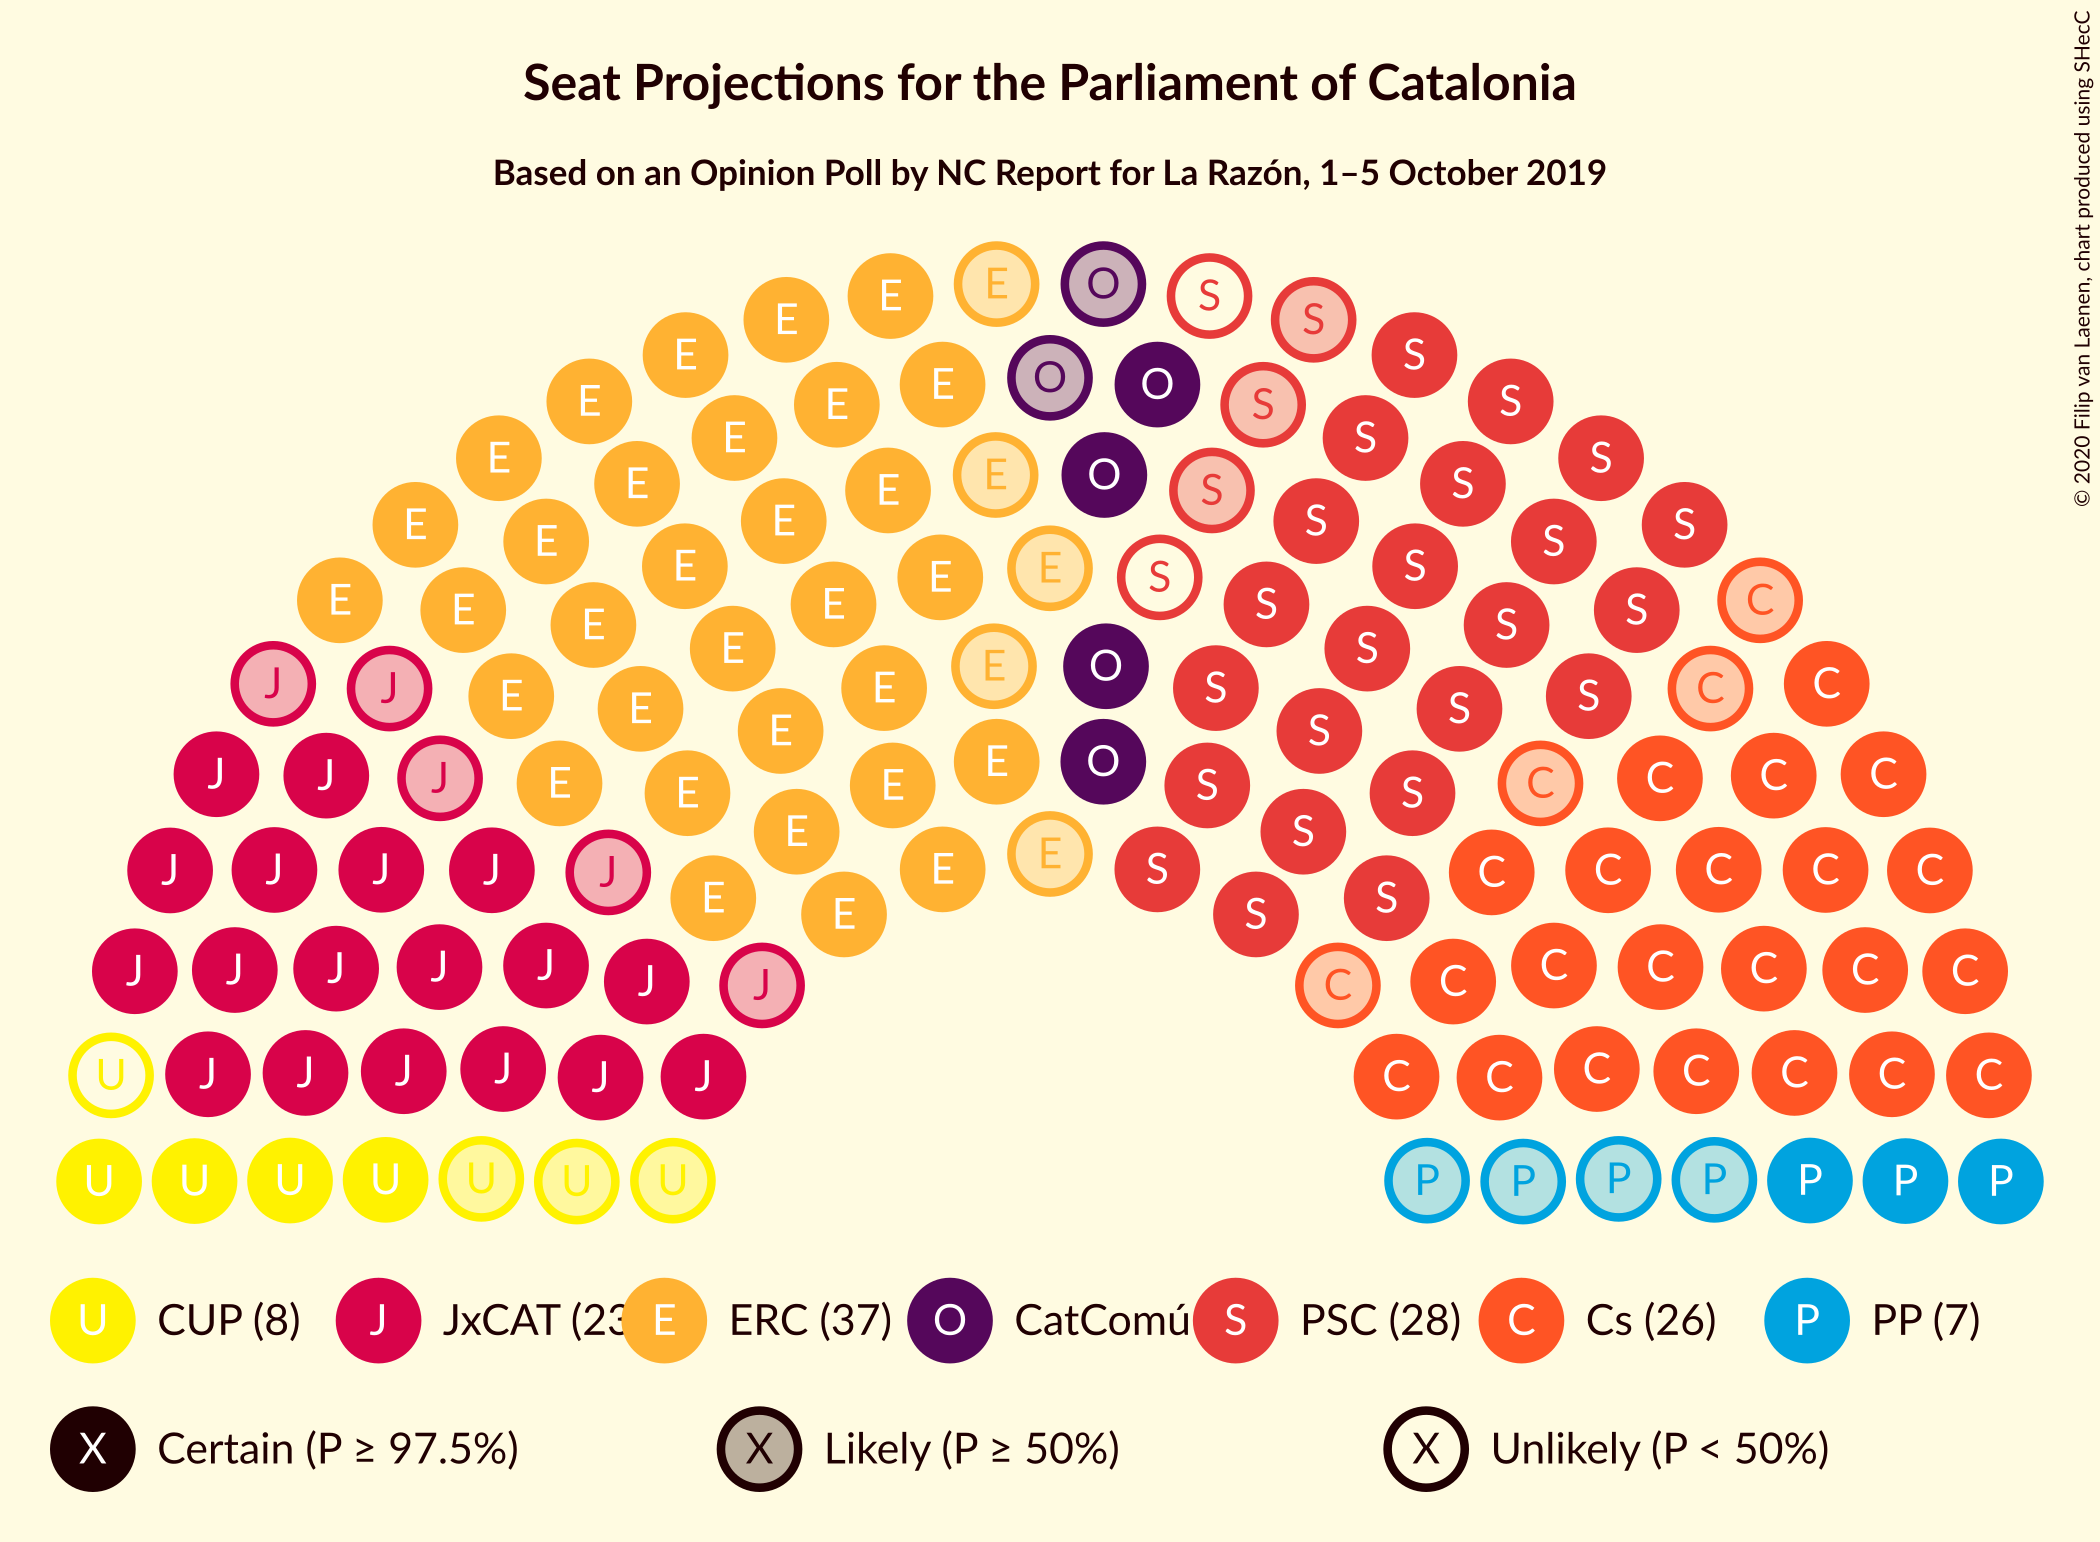 Seat Projections for the Parliament of Catalonia
Based on an Opinion Poll by NC Report for La Razón, 1–5 October 2019
© 2020 Filip van Laenen, chart produced using SHecC
E E O S S
E E S
E O O S S
E E S S
E E E O S S
E E S S
E E E S S
E E E S S S
E E E S S C
E E S S
J J E E E O S S S C C
E E S S
J J J E E E O S C C C C
E E S S
J J J J J E E E S S C C C C C
E S
J J J J J J J C C C C C C C
U J J J J J J C C C C C C C
U U U U U U U P P P P P P P
U CUP (8) J JxCAT (23 E ERC (37) O CatComú S PSC (28) C Cs (26) P PP (7)
X Certain (P ≥ 97.5%) X Likely (P ≥ 50%) X Unlikely (P < 50%)